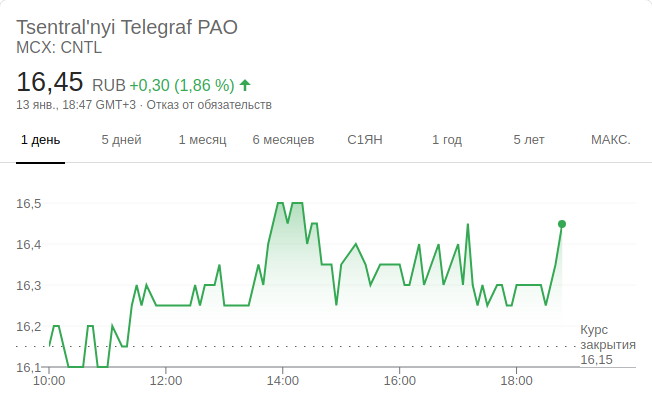 Tsentral'nyi Telegraf PAO
MCX: CNTL
16,45 RUB +0,30 (1,86 %)
13 янв., 18:47 GMT+3 · Отказ от обязательств
1 день 5 дней 1 месяц 6 месяцев С1ЯН 1 год 5 лет МАКС.
16,5
16,4
16,3
16,2
Курс
закрытия
16,15
16,1
10:00 12:00 14:00 16:00 18:00